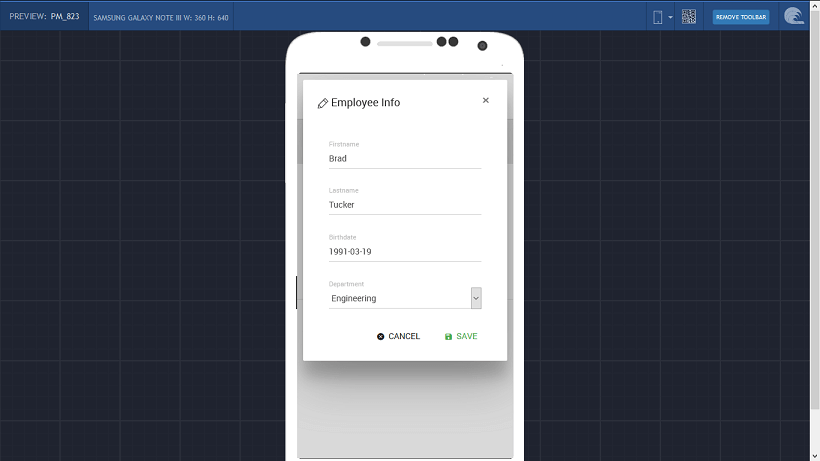 PREVIEW: PM_823
SAMSUNG GALAXY NOTE III W: 360 H: 640
REMOVE TOOLBAR
Employee Info
Firstname
Brad
Lastname
Tucker
Birthdate
1991-03-19
Department
Engineering
CANCEL
SAVE